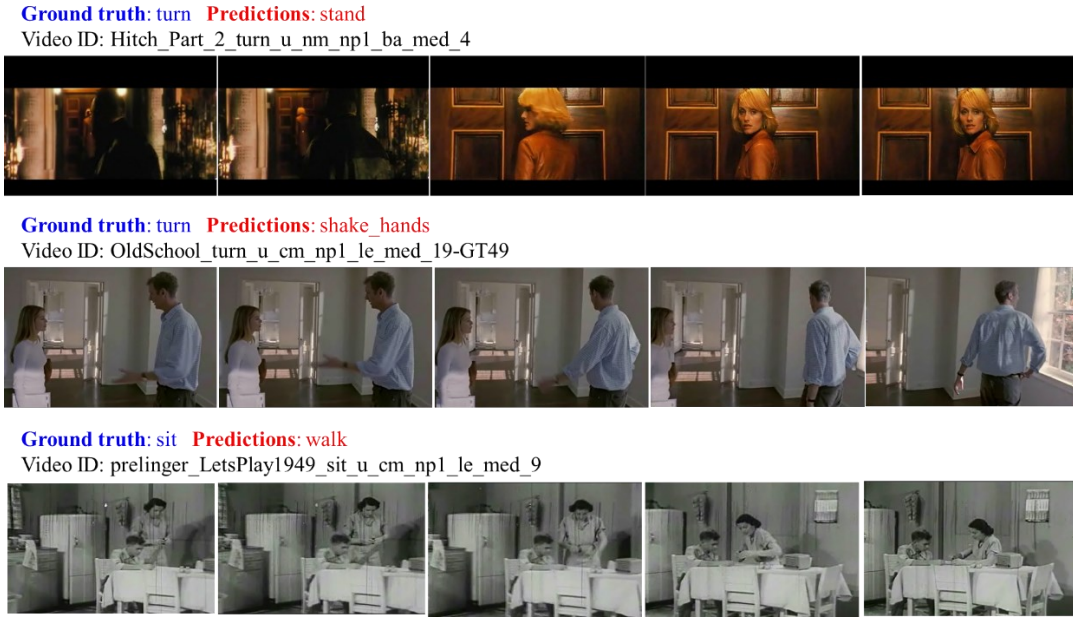 Ground truth: turn Predictions: stand
Video ID: Hitch_Part_2_turn_u_nm_np1_ba_med_4
Ground truth: turn Predictions: shake_hands
Video ID: OldSchool_turn_u_cm_np1_le_med_19-GT49
Ground truth: sit Predictions: walk
Video ID: prelinger_LetsPlay1949_sit_u_cm_np1_le_med_9